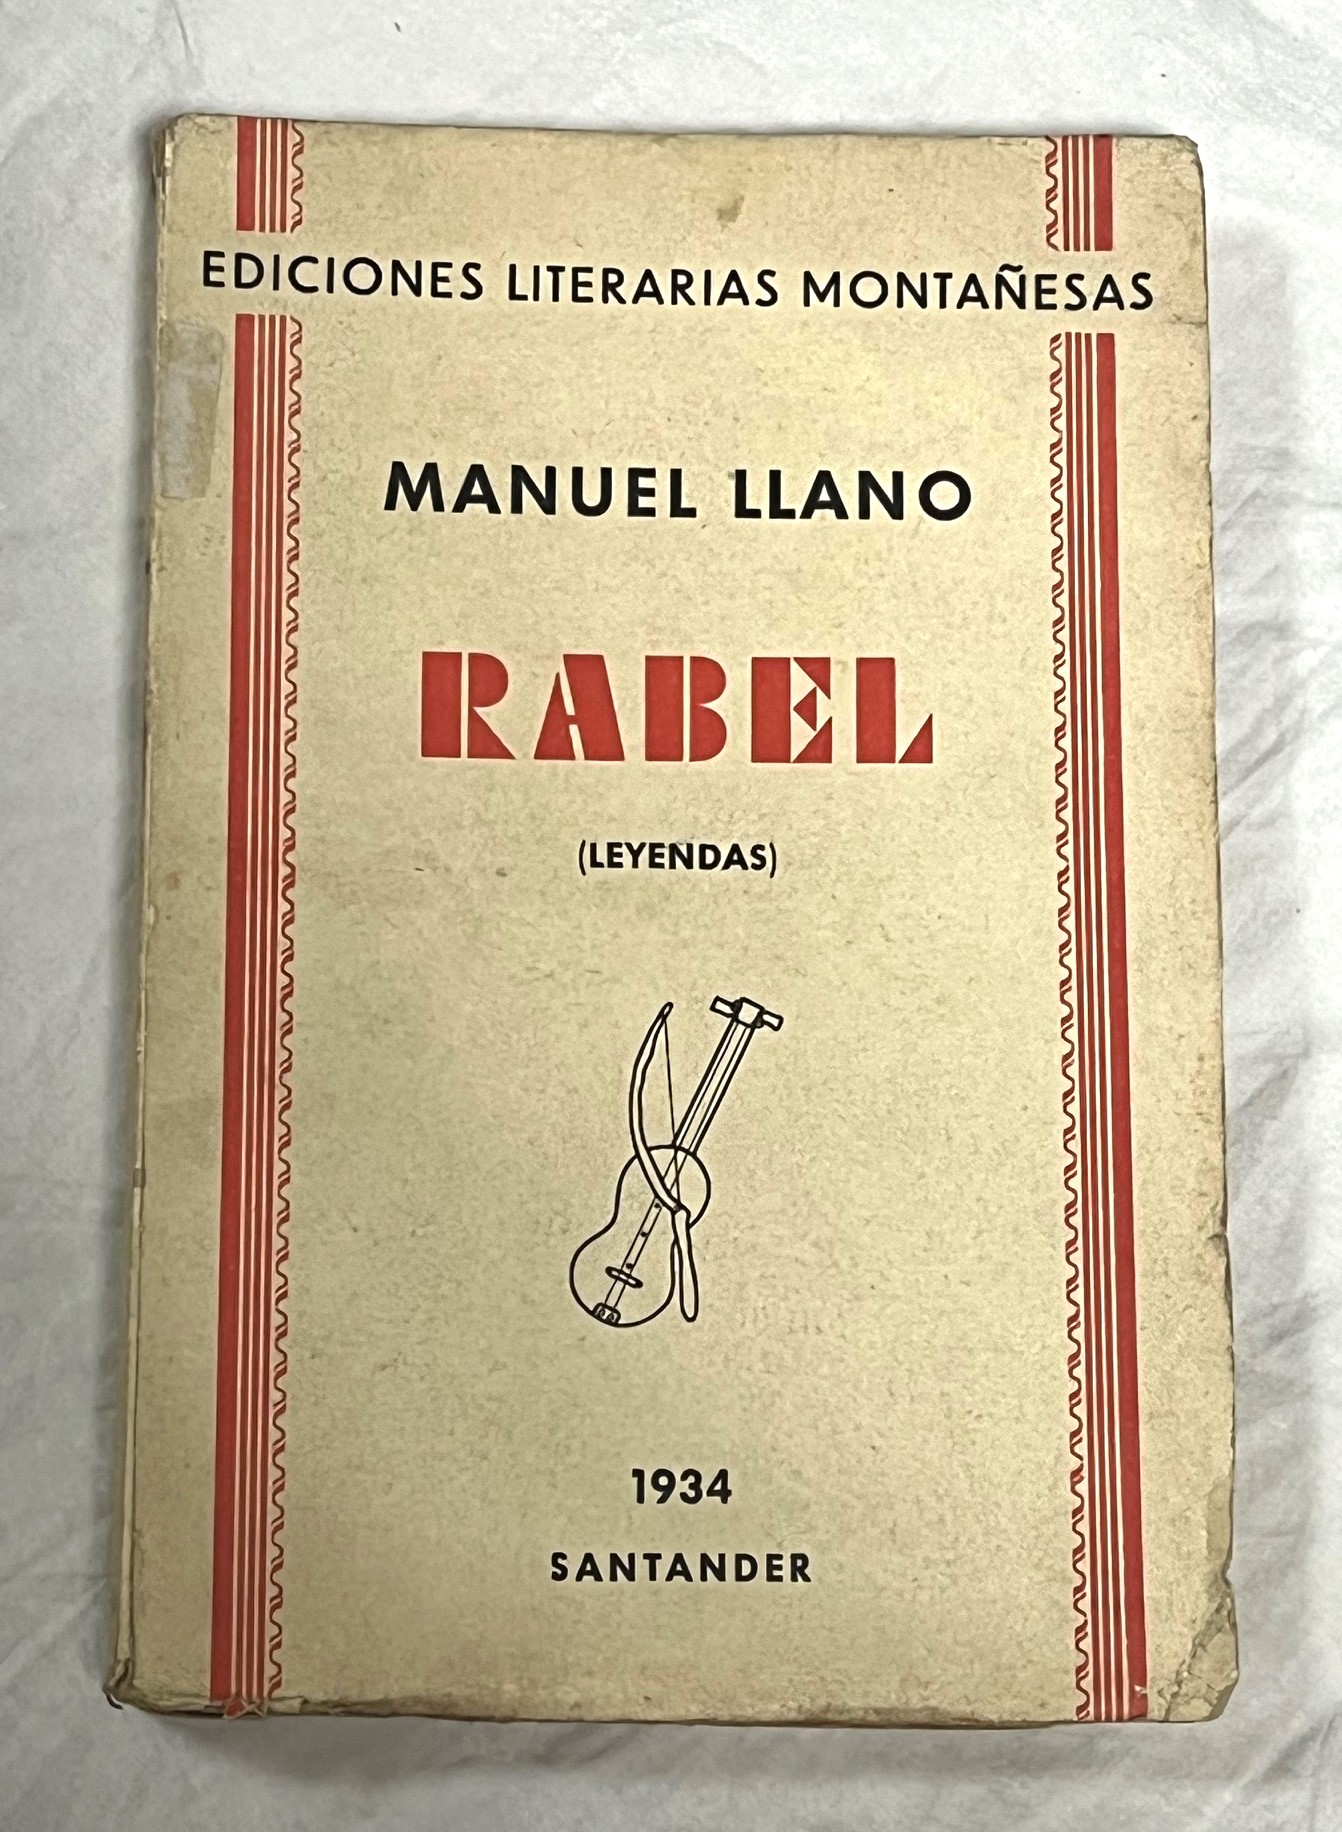 EDICIONES LITERARIAS MONTAÑESAS
MANUEL LLANO
RABEL
(LEYENDAS)
1934
SANTANDER